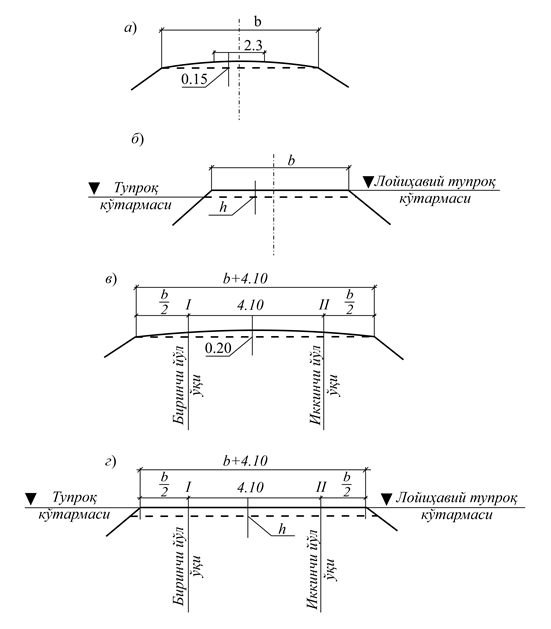 а)
b
2.3
0.15
б)
b
Тупроқ
кўтармаси
Лойиҳавий тупроқ
кўтармаси
h
в)
b+4.10
b/2 I 4.10 II b/2
0.20
Биринчи йўл
ўқи
Иккинчи йўл
ўқи
г)
b+4.10
b/2 I 4.10 II b/2
Тупроқ
кўтармаси
Лойиҳавий тупроқ
кўтармаси
h
Биринчи йўл
ўқи
Иккинчи йўл
ўқи